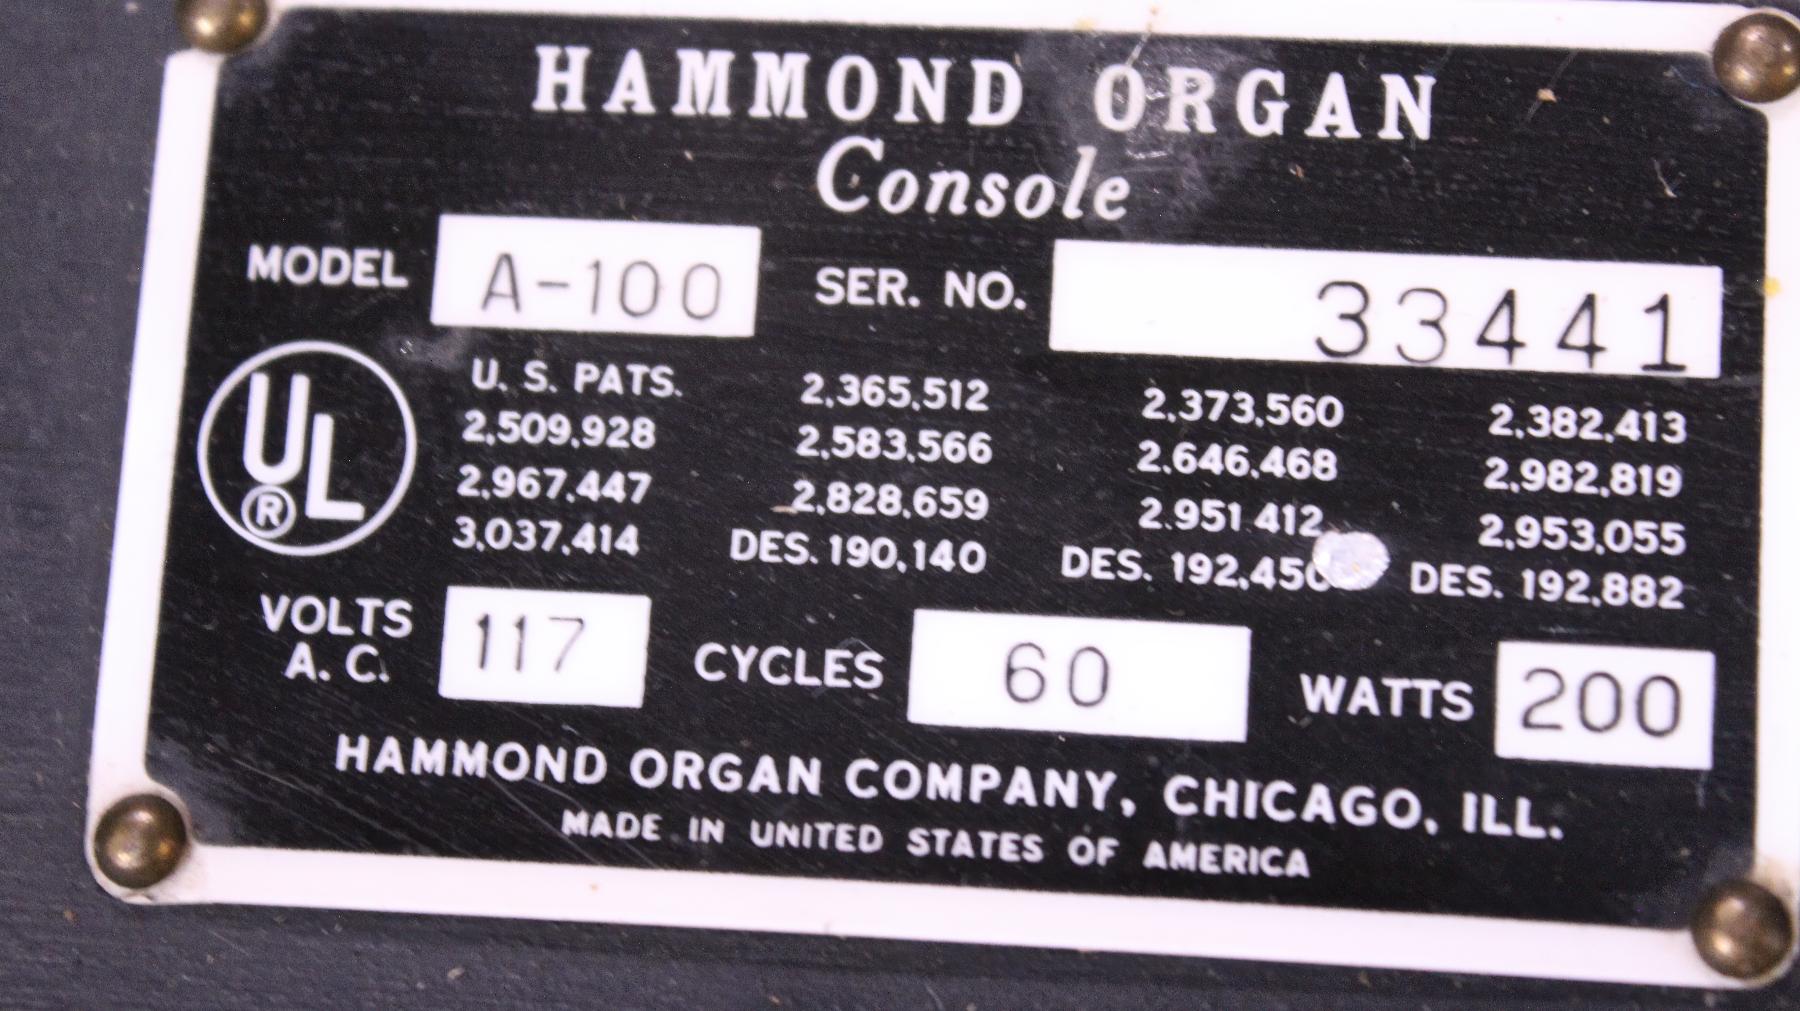 HAMMOND ORGAN
Console
MODEL A-100 SER. NO. 33441
UL ®
U. S. PATS. 2,365,512 2,373,560 2,382,413
2,509,928 2,583,566 2,646,468 2,982,819
2,967,447 2,828,659 2,951,412 2,953,055
3,037,414 DES. 190,140 DES. 192,450 DES. 192,882
VOLTS A. C. 117 CYCLES 60 WATTS 200
HAMMOND ORGAN COMPANY, CHICAGO, ILL.
MADE IN UNITED STATES OF AMERICA